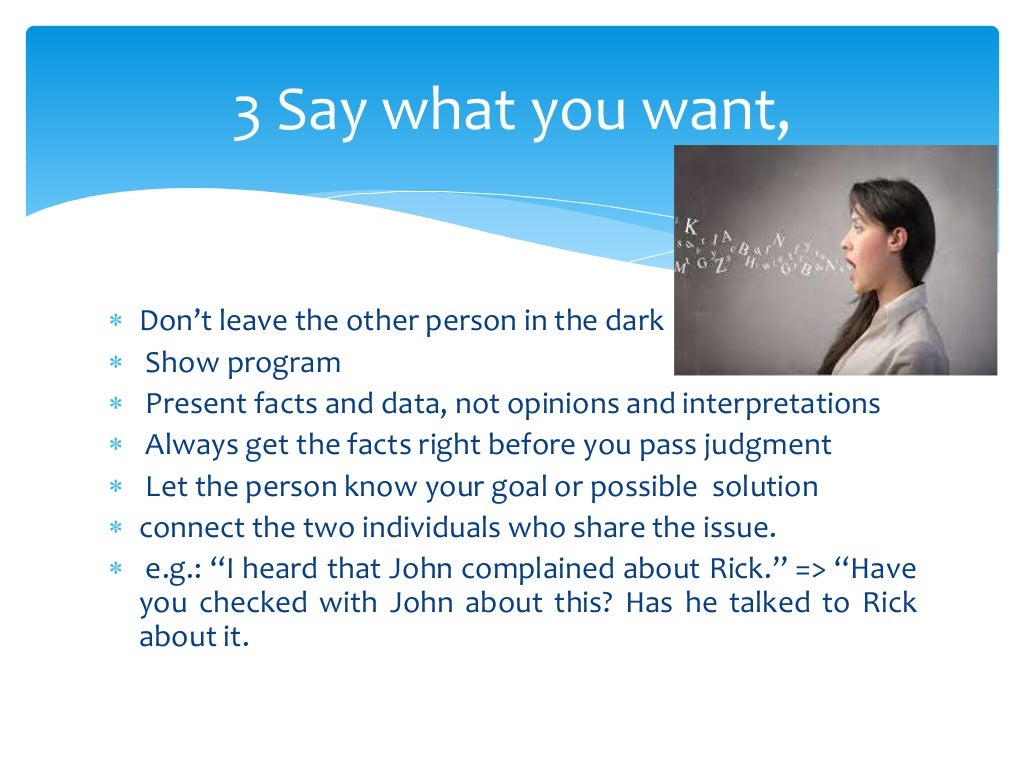 3 Say what you want,
Don’t leave the other person in the dark
Show program
Present facts and data, not opinions and interpretations
Always get the facts right before you pass judgment
Let the person know your goal or possible  solution
connect the two individuals who share the issue.
e.g.: “I heard that John complained about Rick.” => “Have
you checked with John about this? Has he talked to Rick
about it.